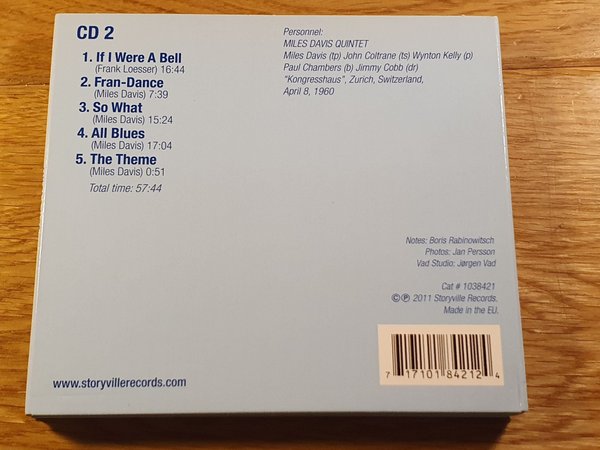 CD 2
1. If I Were A Bell
(Frank Loesser) 16:44
2. Fran-Dance
(Miles Davis) 7:39
3. So What
(Miles Davis) 15:24
4. All Blues
(Miles Davis) 17:04
5. The Theme
(Miles Davis) 0:51
Total time: 57:44
Personnel:
MILES DAVIS QUINTET
Miles Davis (tp) John Coltrane (ts) Wynton Kelly (p)
Paul Chambers (b) Jimmy Cobb (dr)
"Kongresshaus", Zurich, Switzerland,
April 8, 1960
Notes: Boris Rabinowitsch
Photos: Jan Persson
Vad Studio: Jørgen Vad
Cat # 1038421
©℗ 2011 Storyville Records.
Made in the EU.
7 17101 84212 4
www.storyvillerecords.com